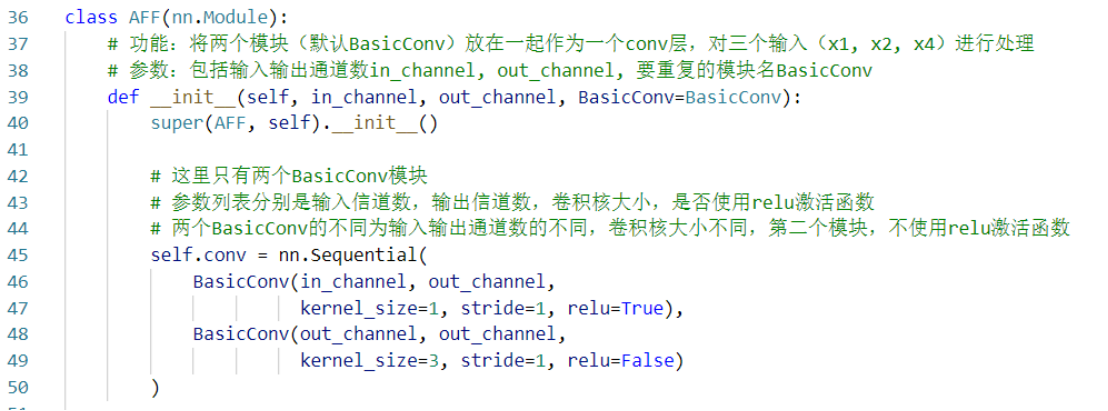 36 class AFF(nn.Module):
37     # 功能：将两个模块（默认BasicConv）放在一起作为一个conv层，对三个输入（x1, x2, x4）进行处理
38     # 参数：包括输入输出通道数in_channel, out_channel, 要重复的模块名BasicConv
39     def __init__(self, in_channel, out_channel, BasicConv=BasicConv):
40         super(AFF, self).__init__()
41
42         # 这里只有两个BasicConv模块
43         # 参数列表分别是输入信道数，输出信道数，卷积核大小，是否使用relu激活函数
44         # 两个BasicConv的不同为输入输出通道数的不同，卷积核大小不同，第二个模块，不使用relu激活函数
45         self.conv = nn.Sequential(
46             BasicConv(in_channel, out_channel,
47                       kernel_size=1, stride=1, relu=True),
48             BasicConv(out_channel, out_channel,
49                       kernel_size=3, stride=1, relu=False)
50         )